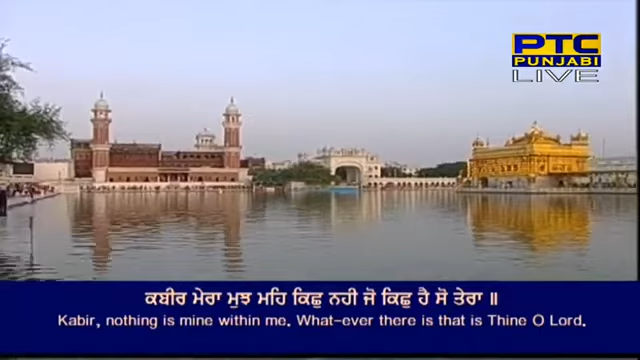 PTC
PUNJABI
LIVE
ਕਬੀਰ ਮੇਰਾ ਮੁਝ ਮਹਿ ਕਿਛੁ ਨਹੀ ਜੋ ਕਿਛੁ ਹੈ ਸੋ ਤੇਰਾ ॥
Kabir, nothing is mine within me. What-ever there is that is Thine O Lord.